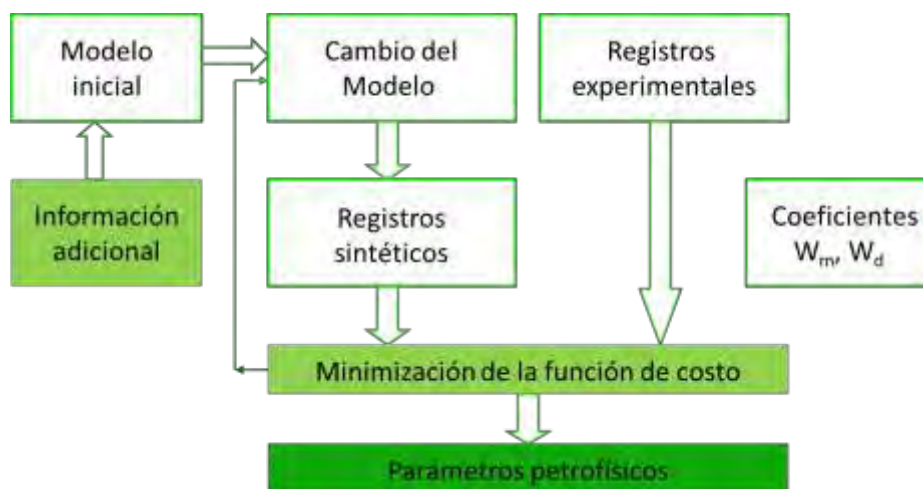 Modelo
inicial
Cambio del
Modelo
Registros
experimentales
Información
adicional
Registros
sintéticos
Coeficientes
Wm, Wd
Minimización de la función de costo
Parámetros petrofísicos